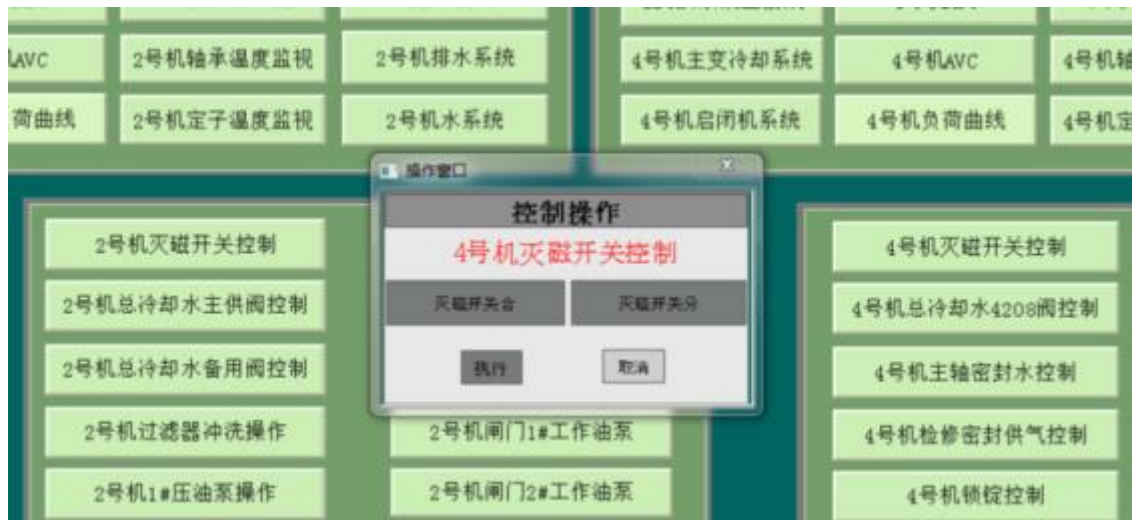 2号机轴承温度监视
2号机排水系统
4号机主变冷却系统
4号机AVC
荷曲线
2号机定子温度监视
2号机水系统
4号机启闭机系统
4号机负荷曲线
操作窗口
控制操作
4号机灭磁开关控制
灭磁开关合
灭磁开关分
执行
取消
2号机灭磁开关控制
2号机总冷却水主供阀控制
2号机总冷却水备用阀控制
2号机过滤器冲洗操作
2号机闸门1#工作油泵
2号机1#压油泵操作
2号机闸门2#工作油泵
4号机灭磁开关控制
4号机总冷却水4208阀控制
4号机主轴密封水控制
4号机检修密封供气控制
4号机锁锭控制